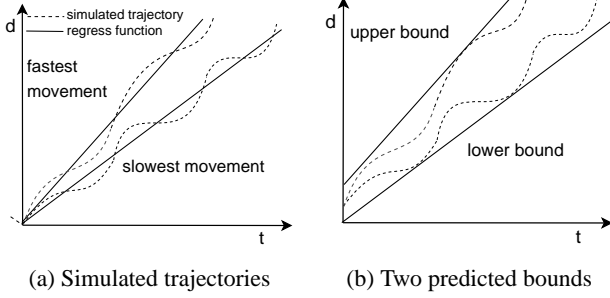 d
simulated trajectory
regress function
fastest
movement
slowest movement
t
(a) Simulated trajectories
d
upper bound
lower bound
t
(b) Two predicted bounds